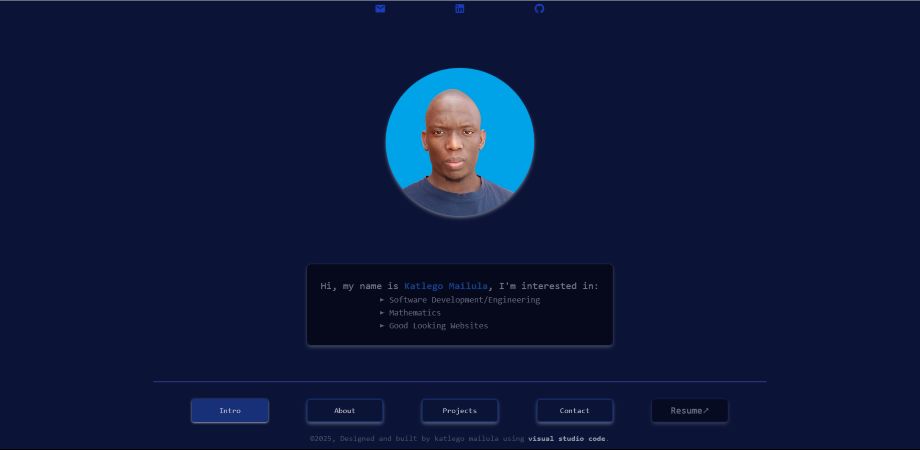 Hi, my name is Katlego Mailula, I'm interested in:
► Software Development/Engineering
► Mathematics
► Good Looking Websites
Intro
About
Projects
Contact
Resume↗
©2025, Designed and built by katlego mailula using visual studio code.